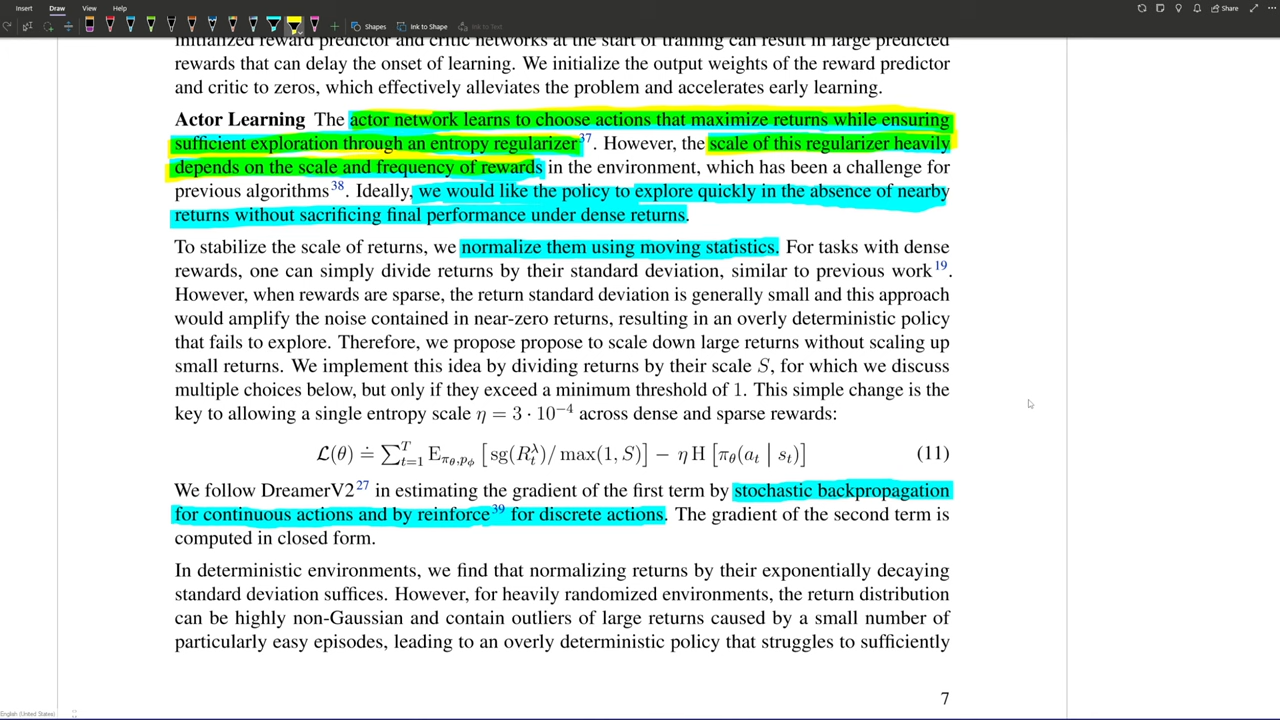 Insert Draw View Help
Shapes Ink to Shape Ink to Text Share
initialized reward predictor and critic networks at the start of training can result in large predicted
rewards that can delay the onset of learning. We initialize the output weights of the reward predictor
and critic to zeros, which effectively alleviates the problem and accelerates early learning.
Actor Learning The actor network learns to choose actions that maximize returns while ensuring
sufficient exploration through an entropy regularizer37. However, the scale of this regularizer heavily
depends on the scale and frequency of rewards in the environment, which has been a challenge for
previous algorithms38. Ideally, we would like the policy to explore quickly in the absence of nearby
returns without sacrificing final performance under dense returns.
To stabilize the scale of returns, we normalize them using moving statistics. For tasks with dense
rewards, one can simply divide returns by their standard deviation, similar to previous work19.
However, when rewards are sparse, the return standard deviation is generally small and this approach
would amplify the noise contained in near-zero returns, resulting in an overly deterministic policy
that fails to explore. Therefore, we propose propose to scale down large returns without scaling up
small returns. We implement this idea by dividing returns by their scale S, for which we discuss
multiple choices below, but only if they exceed a minimum threshold of 1. This simple change is the
key to allowing a single entropy scale η = 3 · 10⁻⁴ across dense and sparse rewards:
ℒ(θ) ≐ ∑ᵀₜ₌₁ E_{π_θ,p_φ} [sg(R_t^λ)/ max(1, S)] − η H [π_θ(a_t | s_t)] (11)
We follow DreamerV227 in estimating the gradient of the first term by stochastic backpropagation
for continuous actions and by reinforce39 for discrete actions. The gradient of the second term is
computed in closed form.
In deterministic environments, we find that normalizing returns by their exponentially decaying
standard deviation suffices. However, for heavily randomized environments, the return distribution
can be highly non-Gaussian and contain outliers of large returns caused by a small number of
particularly easy episodes, leading to an overly deterministic policy that struggles to sufficiently
7
English (United States)